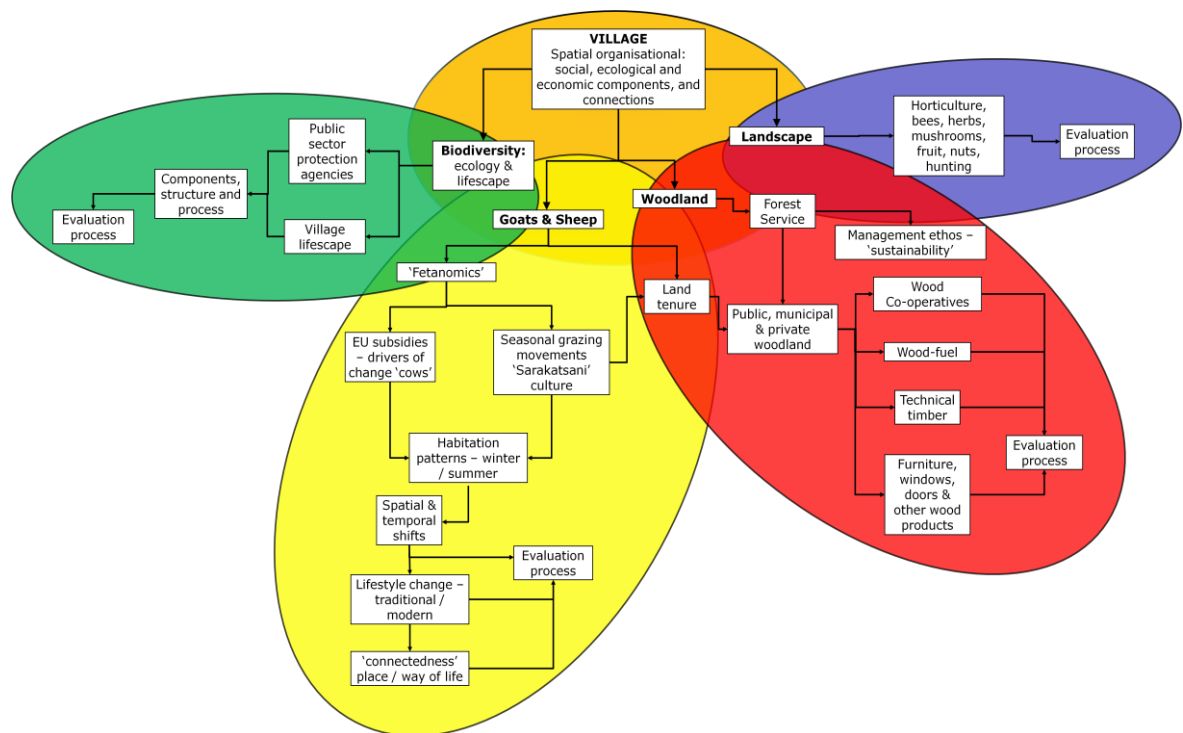 VILLAGE
Spatial organisational:
social, ecological and
economic components, and
connections
Public
sector
protection
agencies
Biodiversity:
ecology &
lifescape
Components,
structure and
process
Evaluation
process
Village
lifescape
Landscape
Horticulture,
bees, herbs,
mushrooms,
fruit, nuts,
hunting
Evaluation
process
Goats & Sheep
Woodland
Forest
Service
Management ethos –
‘sustainability’
‘Fetanomics’
Land
tenure
Public, municipal
& private
woodland
Wood
Co-operatives
Wood-fuel
Technical
timber
Furniture,
windows,
doors &
other wood
products
Evaluation
process
EU subsidies
– drivers of
change ‘cows’
Seasonal grazing
movements
‘Sarakatsani’
culture
Habitation
patterns – winter
/ summer
Spatial &
temporal
shifts
Evaluation
process
Lifestyle change –
traditional /
modern
‘connectedness’
place / way of life